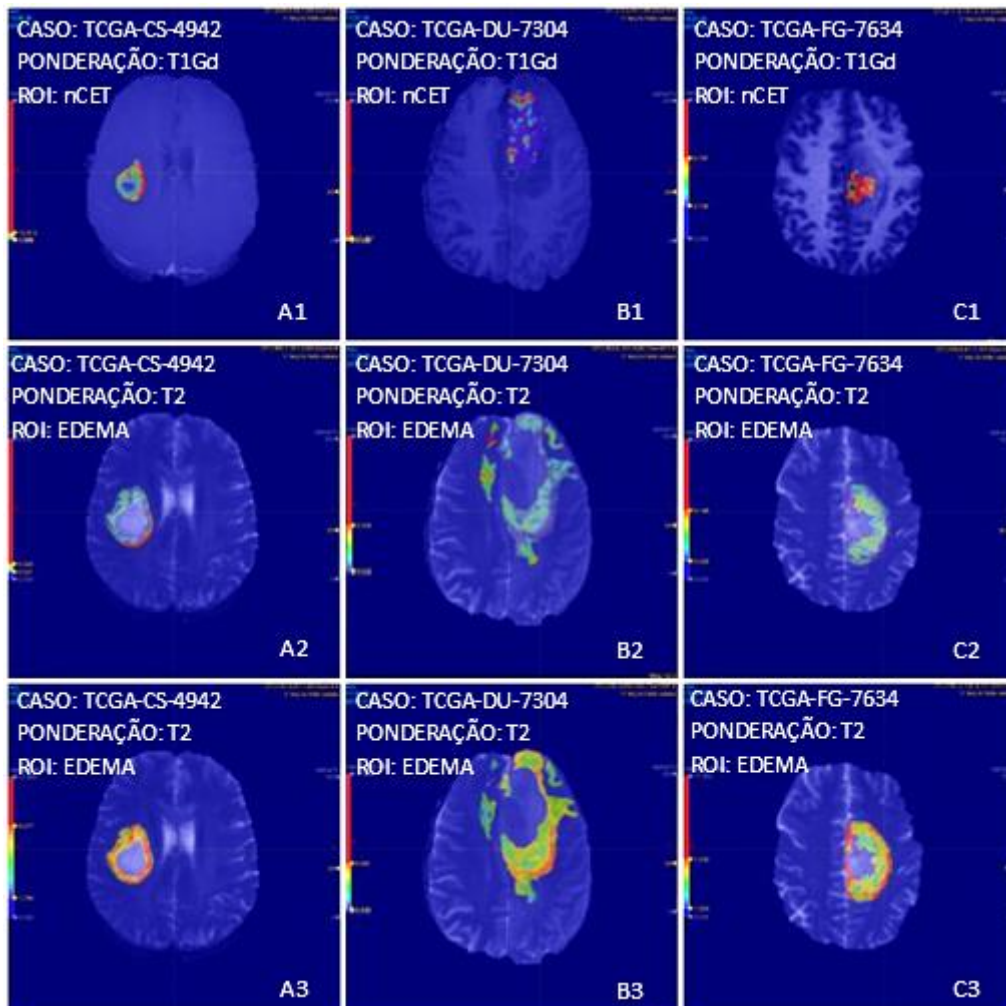 CASO: TCGA-CS-4942
PONDERAÇÃO: T1Gd
ROI: nCET
A1
CASO: TCGA-DU-7304
PONDERAÇÃO: T1Gd
ROI: nCET
B1
CASO: TCGA-FG-7634
PONDERAÇÃO: T1Gd
ROI: nCET
C1
CASO: TCGA-CS-4942
PONDERAÇÃO: T2
ROI: EDEMA
A2
CASO: TCGA-DU-7304
PONDERAÇÃO: T2
ROI: EDEMA
B2
CASO: TCGA-FG-7634
PONDERAÇÃO: T2
ROI: EDEMA
C2
CASO: TCGA-CS-4942
PONDERAÇÃO: T2
ROI: EDEMA
A3
CASO: TCGA-DU-7304
PONDERAÇÃO: T2
ROI: EDEMA
B3
CASO: TCGA-FG-7634
PONDERAÇÃO: T2
ROI: EDEMA
C3